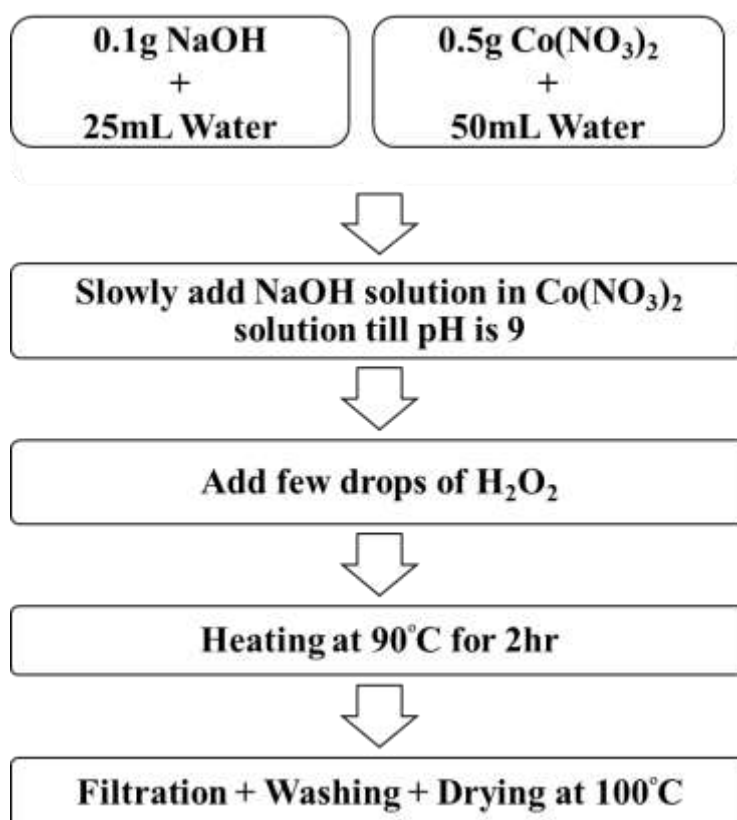 0.1g NaOH
+
25mL Water
0.5g Co(NO₃)₂
+
50mL Water
Slowly add NaOH solution in Co(NO₃)₂
solution till pH is 9
Add few drops of H₂O₂
Heating at 90°C for 2hr
Filtration + Washing + Drying at 100°C